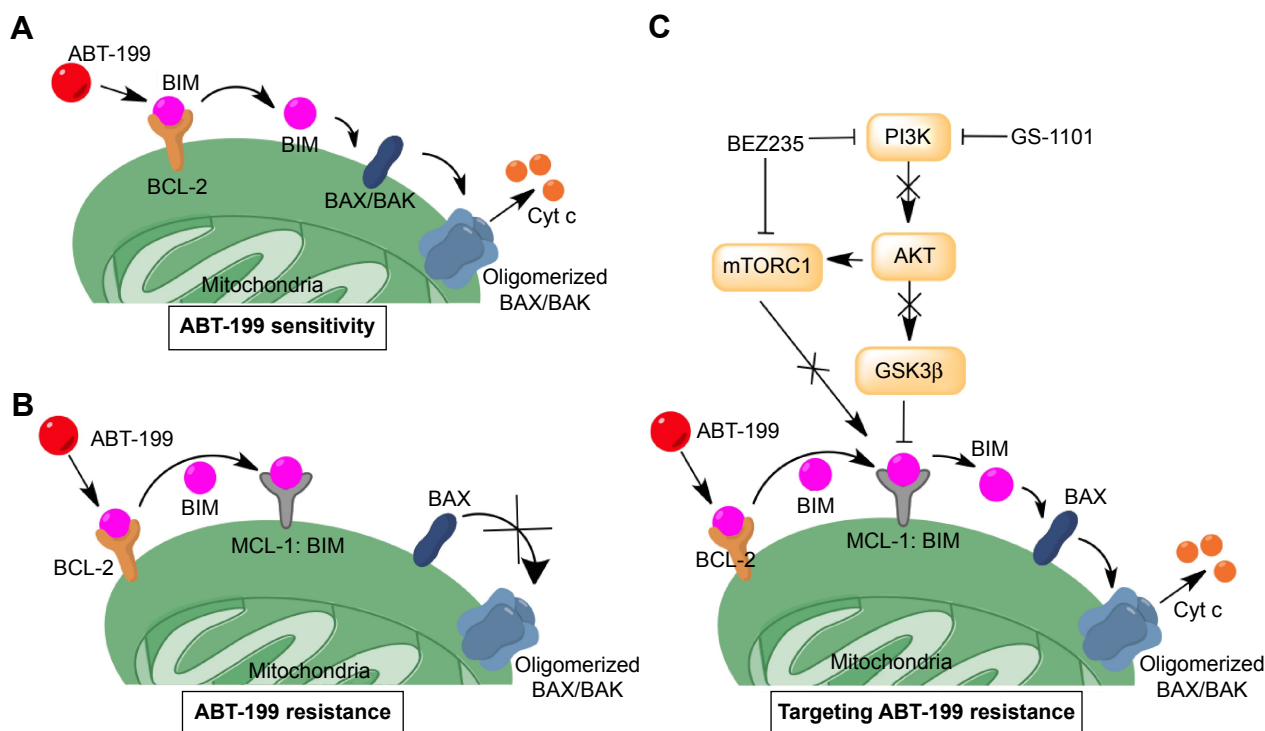 A
ABT-199
BIM
BIM
BCL-2
BAX/BAK
Cyt c
Mitochondria
Oligomerized
BAX/BAK
ABT-199 sensitivity
B
ABT-199
BIM
BCL-2
MCL-1: BIM
BAX
Mitochondria
Oligomerized
BAX/BAK
ABT-199 resistance
C
BEZ235
PI3K
GS-1101
mTORC1
AKT
GSK3β
ABT-199
BIM
BIM
BAX
BCL-2
MCL-1: BIM
Cyt c
Mitochondria
Oligomerized
BAX/BAK
Targeting ABT-199 resistance